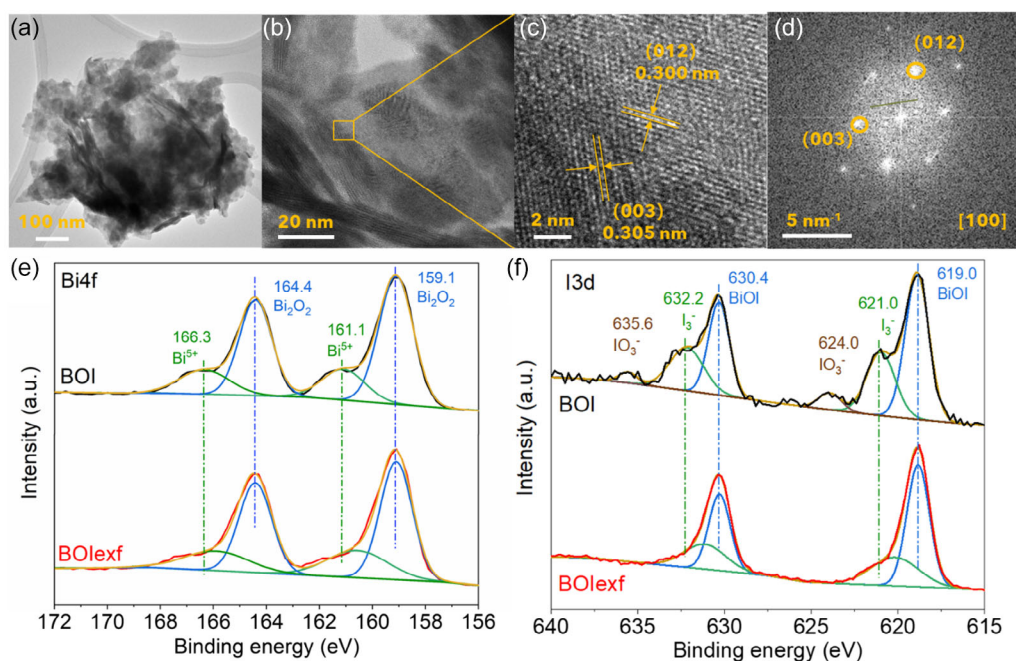 (a)
100 nm
(b)
20 nm
(c)
(012)
0.300 nm
(003)
0.305 nm
2 nm
(d)
(012)
(003)
5 nm⁻¹
[100]
(e)
Bi4f
164.4
Bi₂O₂
159.1
Bi₂O₂
166.3
Bi⁵⁺
161.1
Bi⁵⁺
BOI
BOIexf
Intensity (a.u.)
172 170 168 166 164 162 160 158 156
Binding energy (eV)
(f)
I3d
630.4
BiOI
619.0
BiOI
632.2
I₃⁻
621.0
I₃⁻
635.6
IO₃⁻
624.0
IO₃⁻
BOI
BOIexf
Intensity (a.u.)
640 635 630 625 620 615
Binding energy (eV)